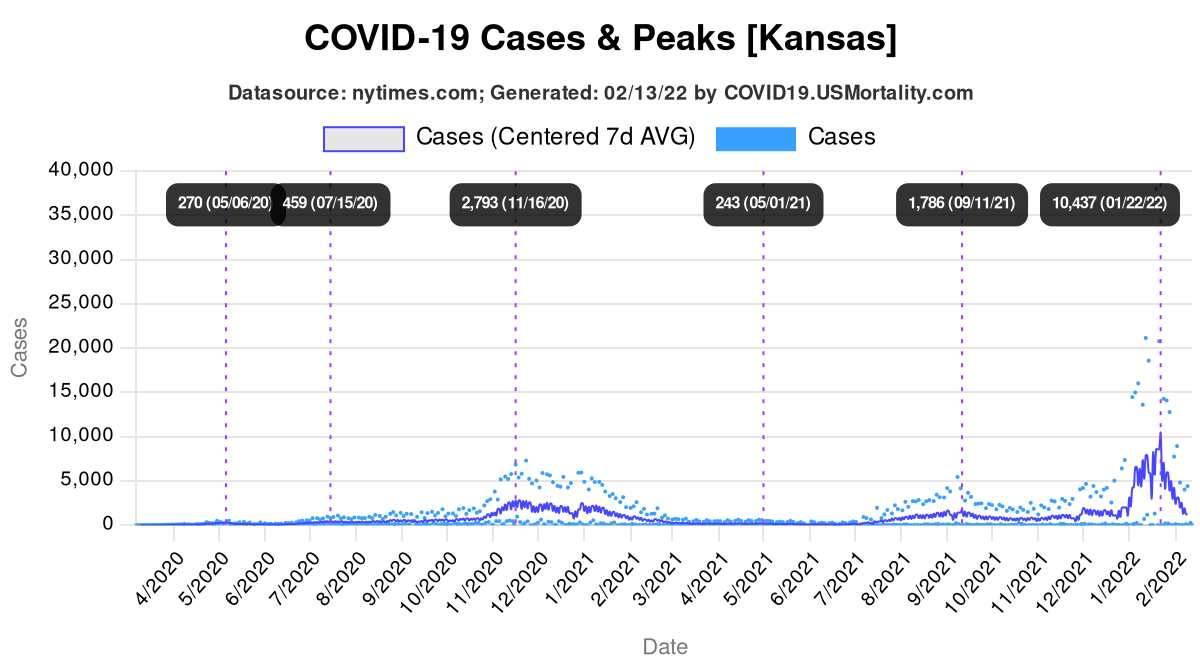 COVID-19 Cases & Peaks [Kansas]
Datasource: nytimes.com; Generated: 02/13/22 by COVID19.USMortality.com
Cases (Centered 7d AVG) Cases
40,000
270 (05/06/20) 459 (07/15/20) 2,793 (11/16/20) 243 (05/01/21) 1,786 (09/11/21) 10,437 (01/22/22)
35,000
30,000
25,000
20,000
15,000
10,000
5,000
0
Cases
4/2020 5/2020 6/2020 7/2020 8/2020 9/2020 10/2020 11/2020 12/2020 1/2021 2/2021 3/2021 4/2021 5/2021 6/2021 7/2021 8/2021 9/2021 10/2021 11/2021 12/2021 1/2022 2/2022
Date